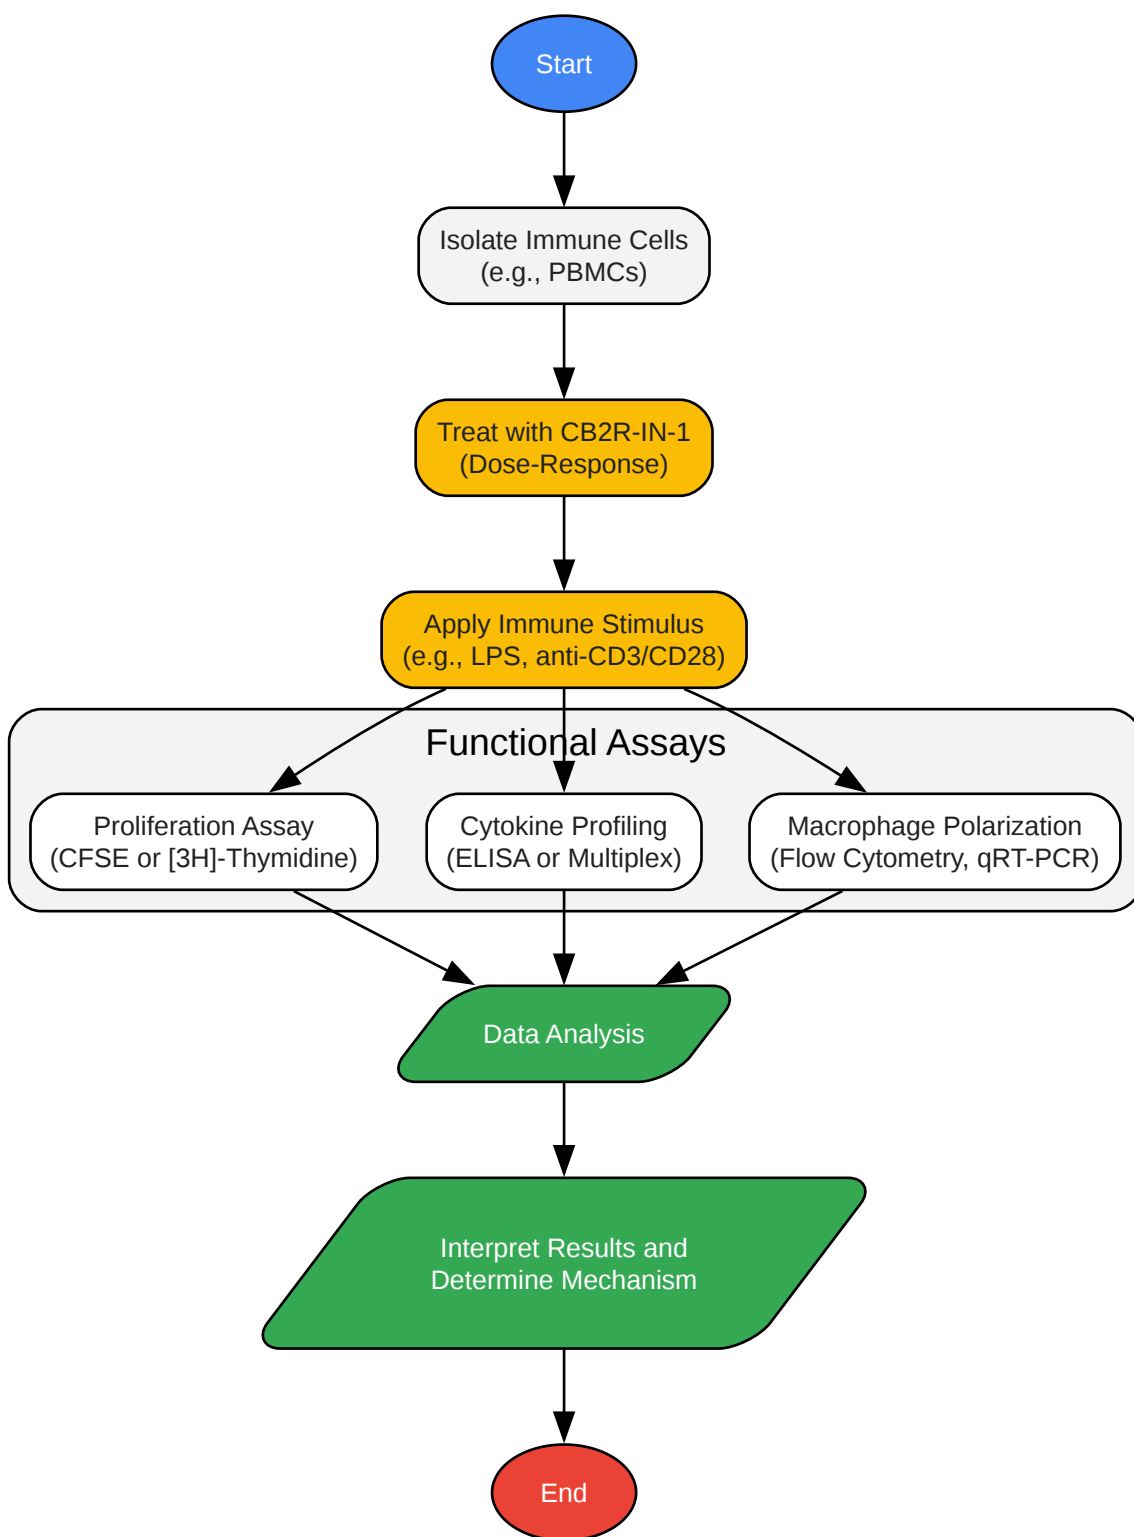 Start
Isolate Immune Cells
(e.g., PBMCs)
Treat with CB2R-IN-1
(Dose-Response)
Apply Immune Stimulus
(e.g., LPS, anti-CD3/CD28)
Functional Assays
Proliferation Assay
(CFSE or [3H]-Thymidine)
Cytokine Profiling
(ELISA or Multiplex)
Macrophage Polarization
(Flow Cytometry, qRT-PCR)
Data Analysis
Interpret Results and
Determine Mechanism
End